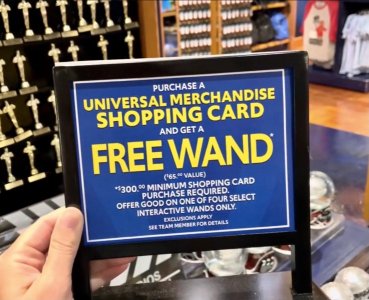 PURCHASE A
UNIVERSAL MERCHANDISE
SHOPPING CARD
AND GET A
FREE WAND*
($65.00 VALUE)
*$300.00 MINIMUM SHOPPING CARD
PURCHASE REQUIRED.
OFFER GOOD ON ONE OF FOUR SELECT
INTERACTIVE WANDS ONLY.
EXCLUSIONS APPLY
SEE TEAM MEMBER FOR DETAILS